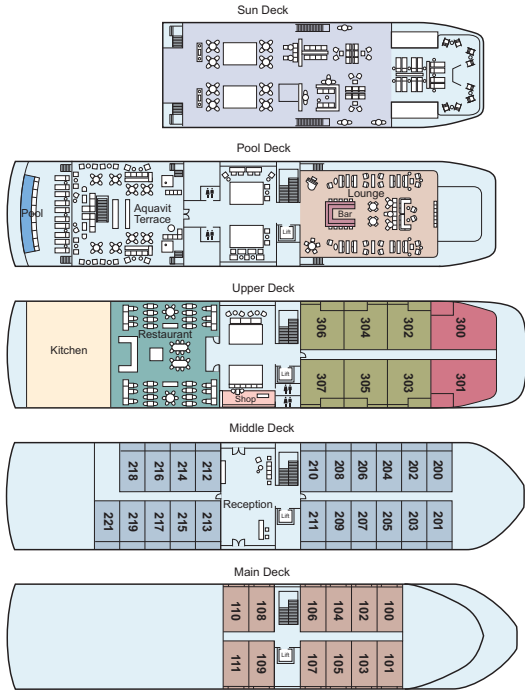 Sun Deck
Pool Deck
Pool
Aquavit
Terrace
Lift
Lounge
Bar
Upper Deck
Kitchen
Restaurant
Shop
Lift
306 304 302 300
307 305 303 301
Middle Deck
218 216 214 212
Reception
210 208 206 204 202 200
221 219 217 215 213
Lift
211 209 207 205 203 201
Main Deck
110 108 106 104 102 100
111 109
Lift
107 105 103 101